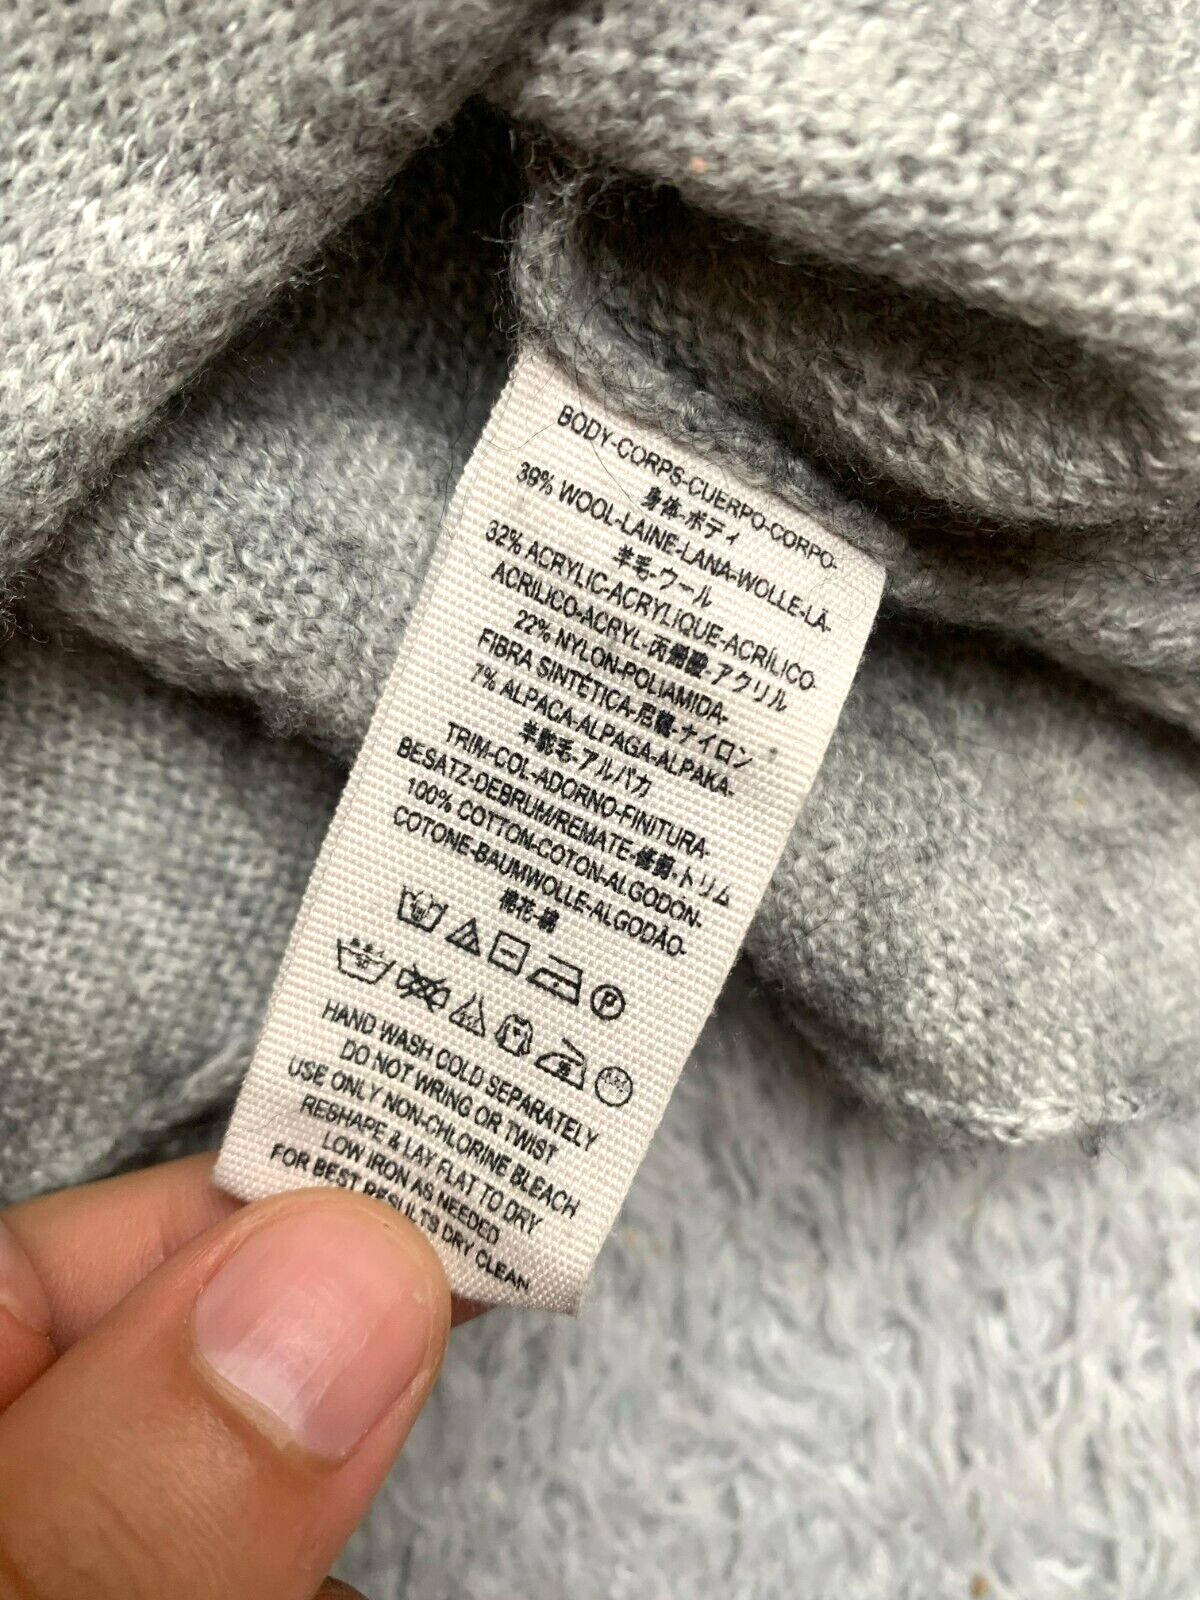 BODY-CORPS-CUERPO-CORPO-
身体-ボディ
39% WOOL-LAINE-LANA-WOLLE-LÃ-
羊毛-ウール
32% ACRYLIC-ACRYLIQUE-ACRÍLICO-
ACRILICO-ACRYL-丙烯酸-アクリル
22% NYLON-POLIAMIDA-
FIBRA SINTÉTICA-尼龍-ナイロン
7% ALPACA-ALPAGA-ALPAKA-
羊駝毛-アルパカ
TRIM-COL-ADORNO-FINITURA-
BESATZ-DEBRUM/REMATE-修剪-トリム
100% COTTON-COTON-ALGODON-
COTONE-BAUMWOLLE-ALGODÃO-
棉花-綿
P
HAND WASH COLD SEPARATELY
DO NOT WRING OR TWIST
USE ONLY NON-CHLORINE BLEACH
RESHAPE & LAY FLAT TO DRY
LOW IRON AS NEEDED
FOR BEST RESULTS DRY CLEAN